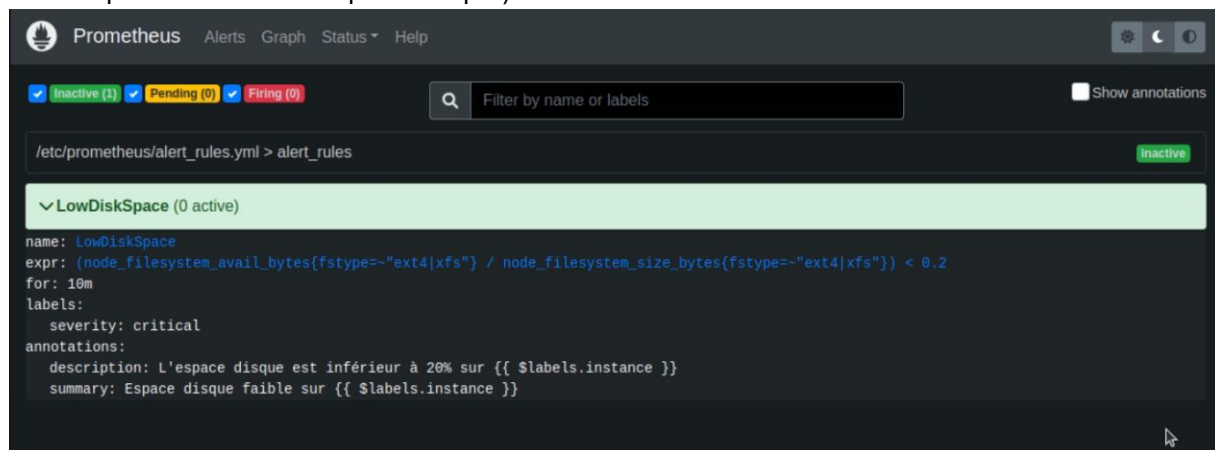 Prometheus Alerts Graph Status Help
Inactive (1) Pending (0) Firing (0) Filter by name or labels Show annotations
/etc/prometheus/alert_rules.yml > alert_rules inactive
LowDiskSpace (0 active)
name: LowDiskSpace
expr: (node_filesystem_avail_bytes{fstype=~"ext4|xfs"} / node_filesystem_size_bytes{fstype=~"ext4|xfs"}) < 0.2
for: 10m
labels:
severity: critical
annotations:
description: L'espace disque est inférieur à 20% sur {{ $labels.instance }}
summary: Espace disque faible sur {{ $labels.instance }}